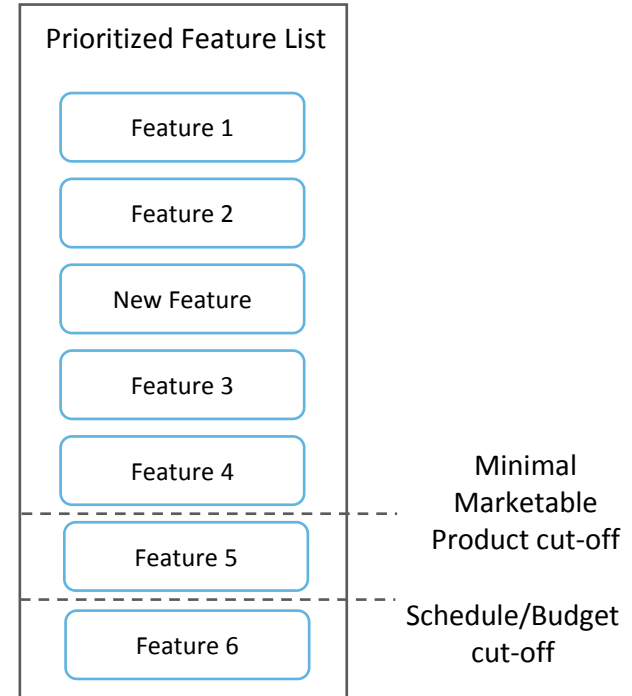 Prioritized Feature List
Feature 1
Feature 2
New Feature
Feature 3
Feature 4
Minimal
Marketable
Product cut-off
Feature 5
Schedule/Budget
cut-off
Feature 6